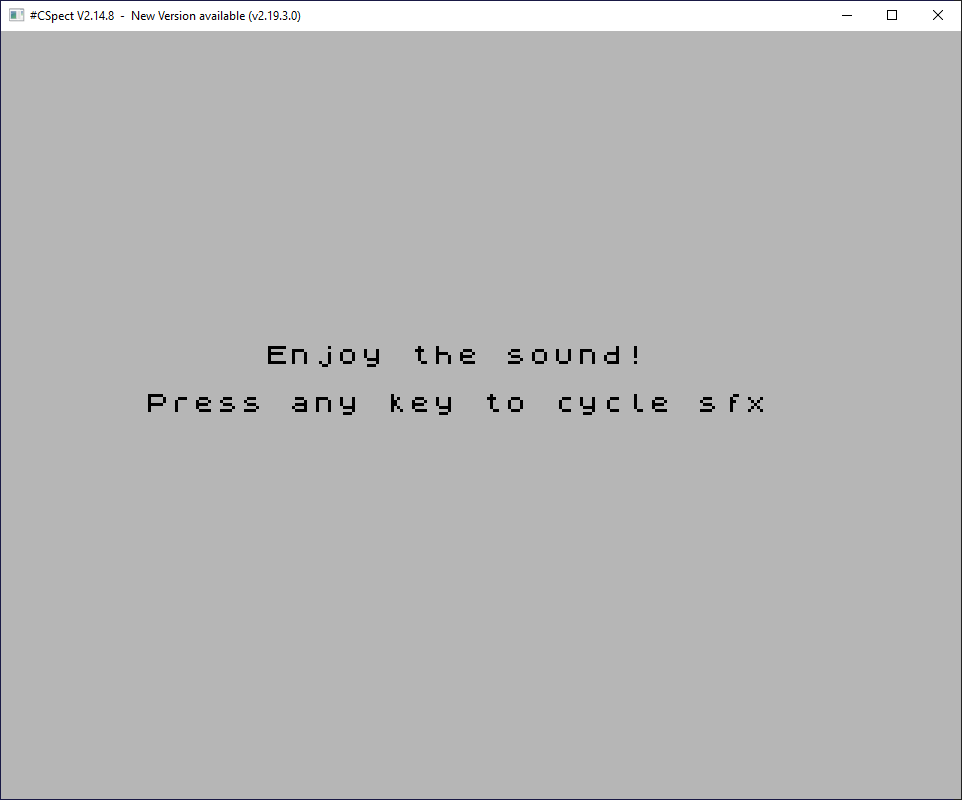 #CSpect V2.14.8 - New Version available (v2.19.3.0)
Enjoy the sound!
Press any key to cycle sfx